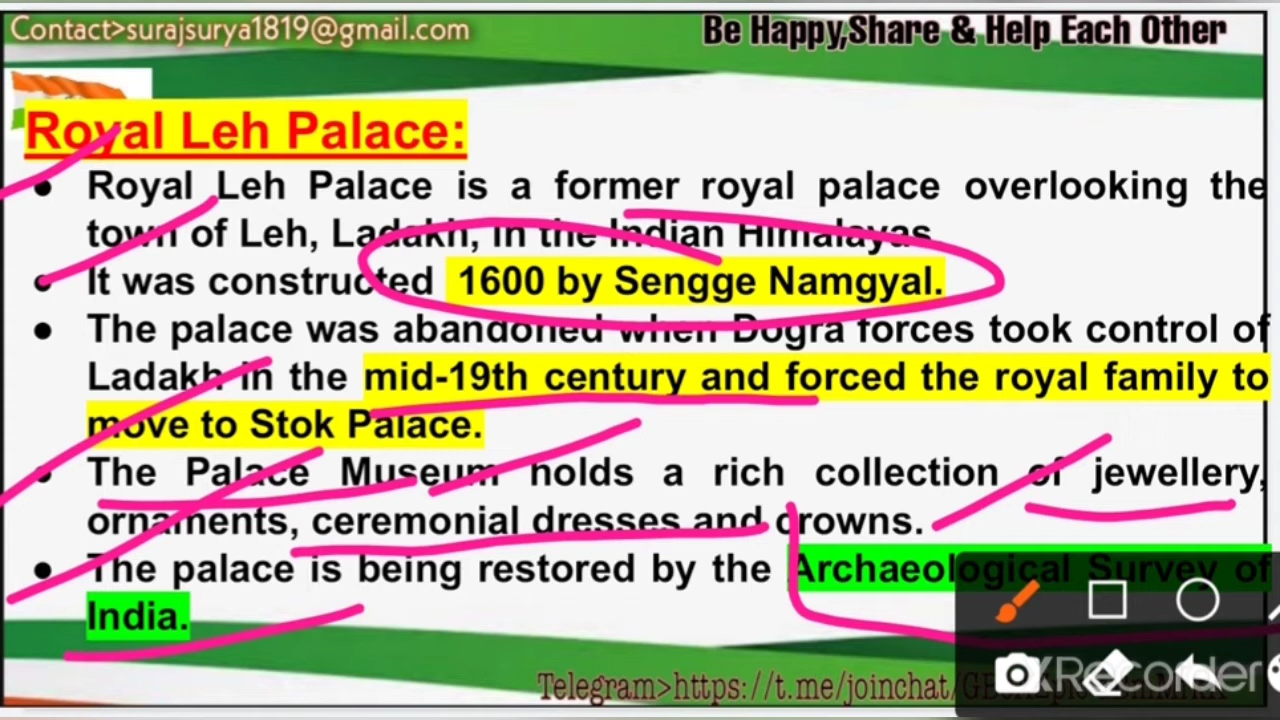 Contact>surajsurya1819@gmail.com
Be Happy,Share & Help Each Other
Royal Leh Palace:
● Royal Leh Palace is a former royal palace overlooking the
town of Leh, Ladakh, in the Indian Himalayas
● It was constructed 1600 by Sengge Namgyal.
● The palace was abandoned when Dogra forces took control of
Ladakh in the mid-19th century and forced the royal family to
move to Stok Palace.
● The Palace Museum holds a rich collection of jewellery,
ornaments, ceremonial dresses and crowns.
● The palace is being restored by the Archaeological Survey of
India.
XRecorder
Telegram>https://t.me/joinchat/